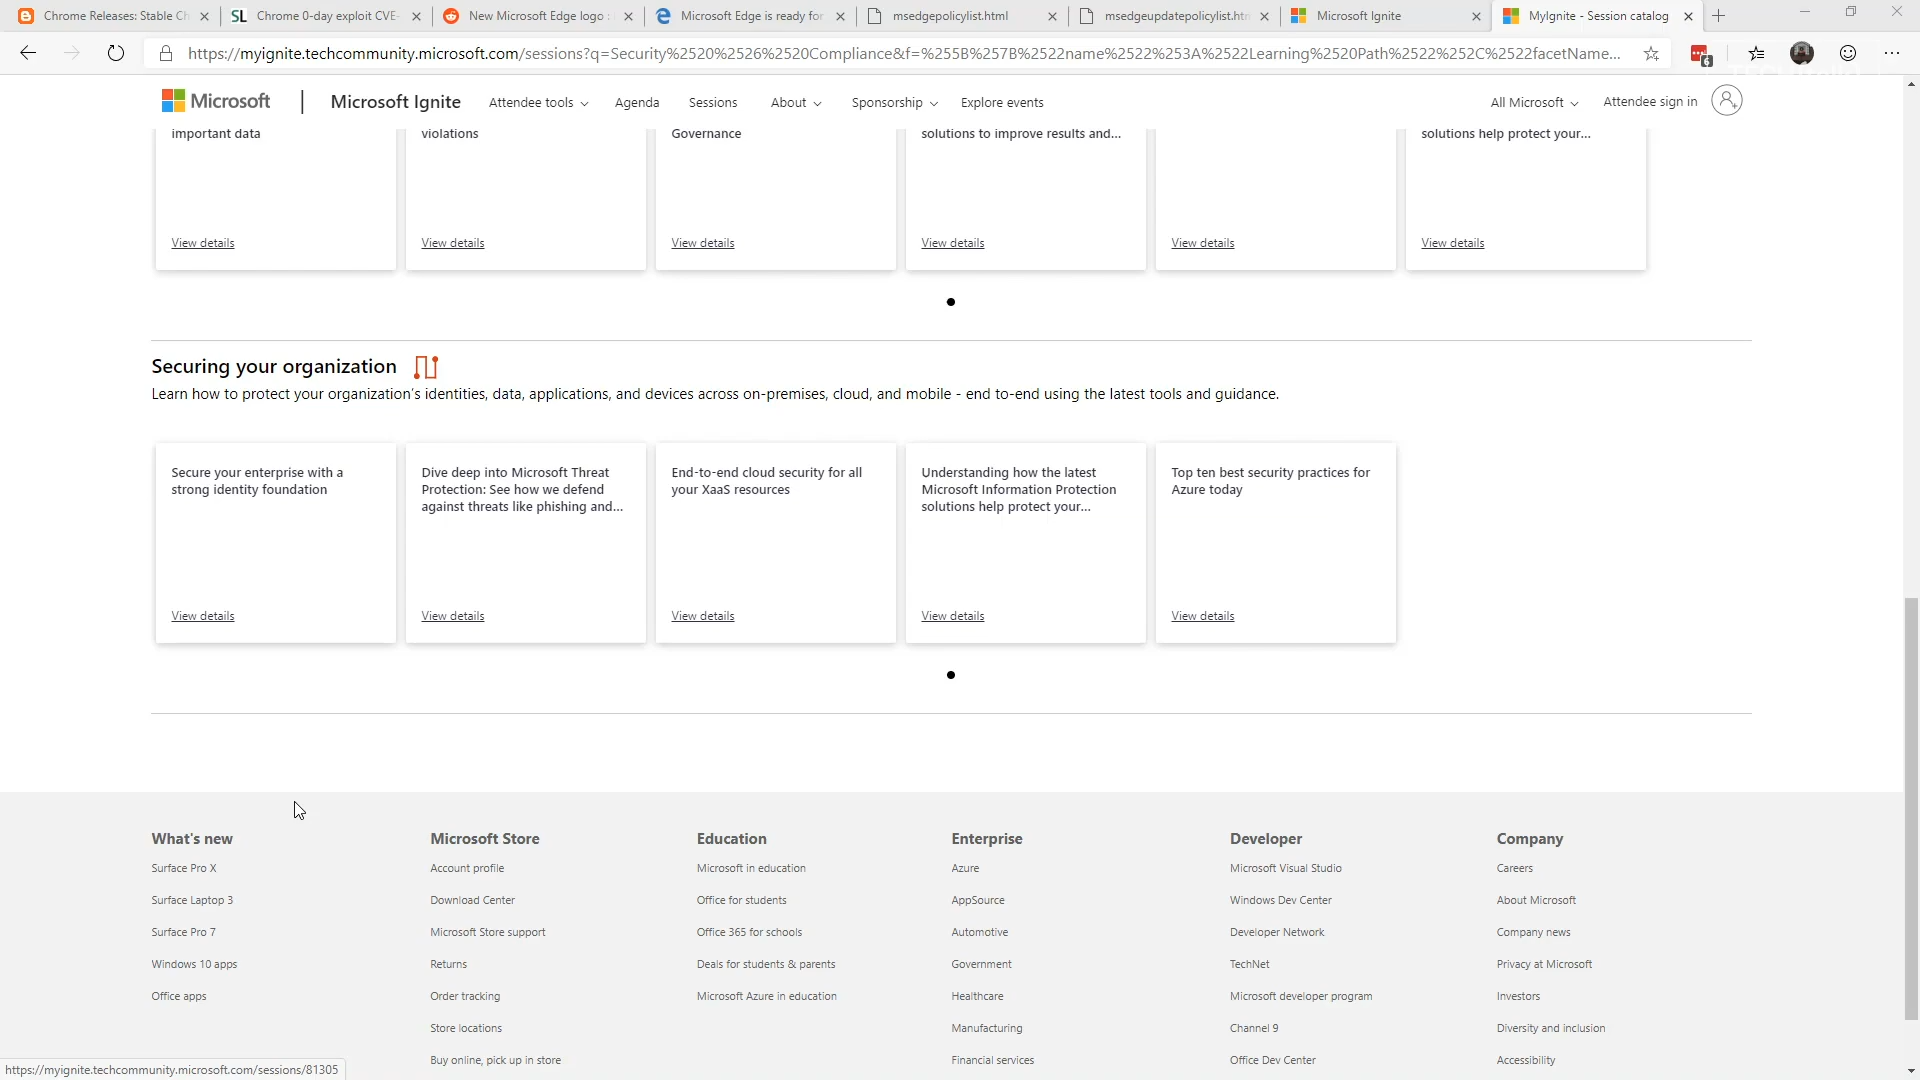 Chrome Releases: Stable Ch
Chrome 0-day exploit CVE-
New Microsoft Edge logo :
Microsoft Edge is ready for
msedgepolicylist.html
msedgeupdatepolicylist.htm
Microsoft Ignite
MyIgnite - Session catalog
https://myignite.techcommunity.microsoft.com/sessions?q=Security%2520%2526%2520Compliance&f=%255B%257B%2522name%2522%253A%2522Learning%2520Path%2522%252C%2522facetName...
6
Microsoft
Microsoft Ignite
Attendee tools
Agenda
Sessions
About
Sponsorship
Explore events
All Microsoft
Attendee sign in
important data
violations
Governance
solutions to improve results and...
solutions help protect your...
View details
View details
View details
View details
View details
View details
Securing your organization
Learn how to protect your organization's identities, data, applications, and devices across on-premises, cloud, and mobile - end to-end using the latest tools and guidance.
Secure your enterprise with a
strong identity foundation
View details
Dive deep into Microsoft Threat
Protection: See how we defend
against threats like phishing and...
View details
End-to-end cloud security for all
your XaaS resources
View details
Understanding how the latest
Microsoft Information Protection
solutions help protect your...
View details
Top ten best security practices for
Azure today
View details
What's new
Surface Pro X
Surface Laptop 3
Surface Pro 7
Windows 10 apps
Office apps
Microsoft Store
Account profile
Download Center
Microsoft Store support
Returns
Order tracking
Store locations
Buy online, pick up in store
Education
Microsoft in education
Office for students
Office 365 for schools
Deals for students & parents
Microsoft Azure in education
Enterprise
Azure
AppSource
Automotive
Government
Healthcare
Manufacturing
Financial services
Developer
Microsoft Visual Studio
Windows Dev Center
Developer Network
TechNet
Microsoft developer program
Channel 9
Office Dev Center
Company
Careers
About Microsoft
Company news
Privacy at Microsoft
Investors
Diversity and inclusion
Accessibility
https://myignite.techcommunity.microsoft.com/sessions/81305